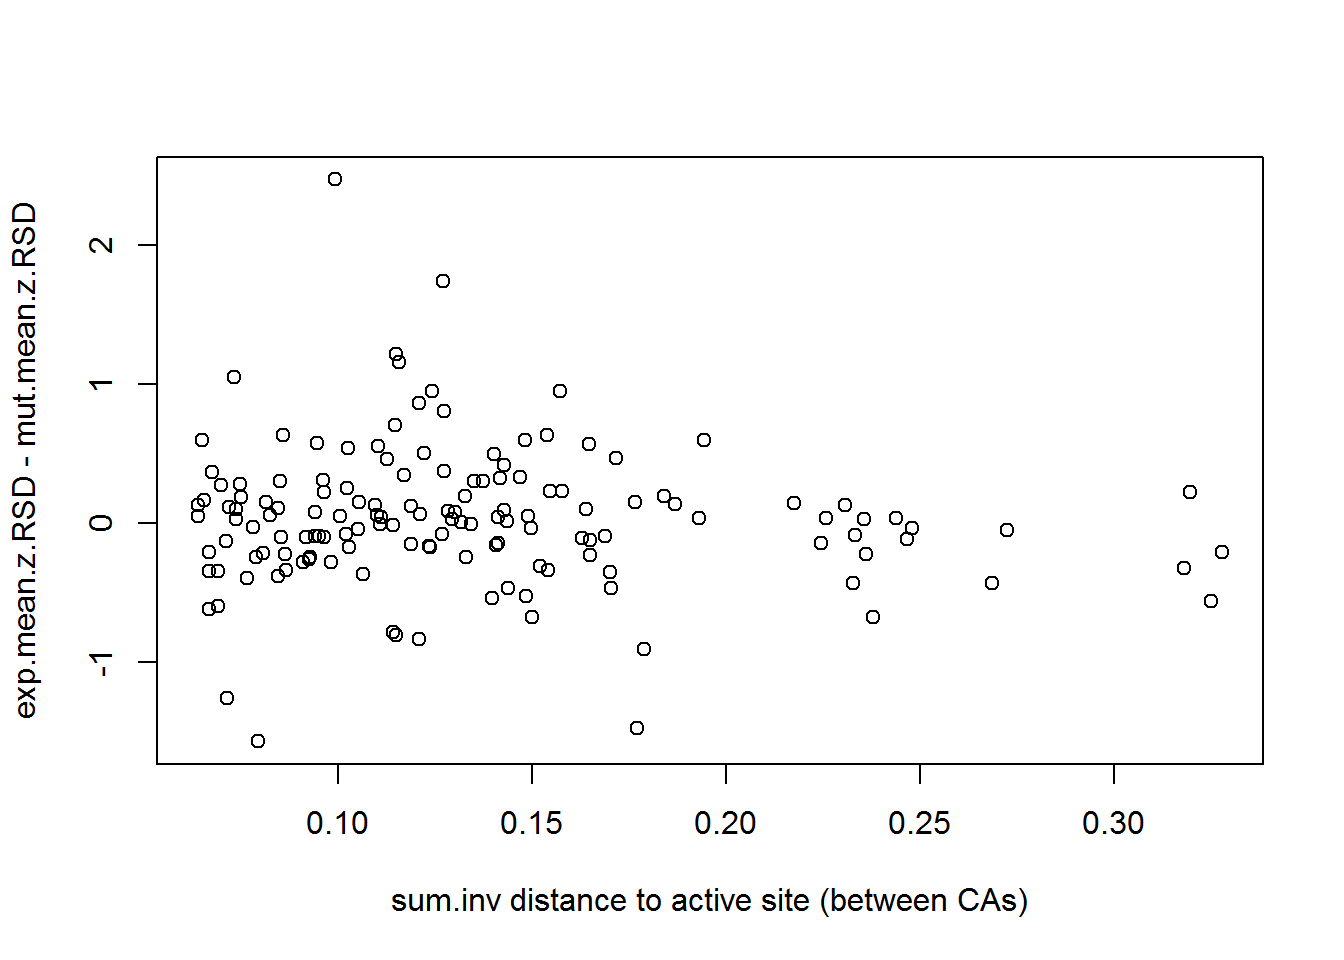 exp.mean.z.RSD - mut.mean.z.RSD
2
1
0
-1
0.10 0.15 0.20 0.25 0.30
sum.inv distance to active site (between CAs)